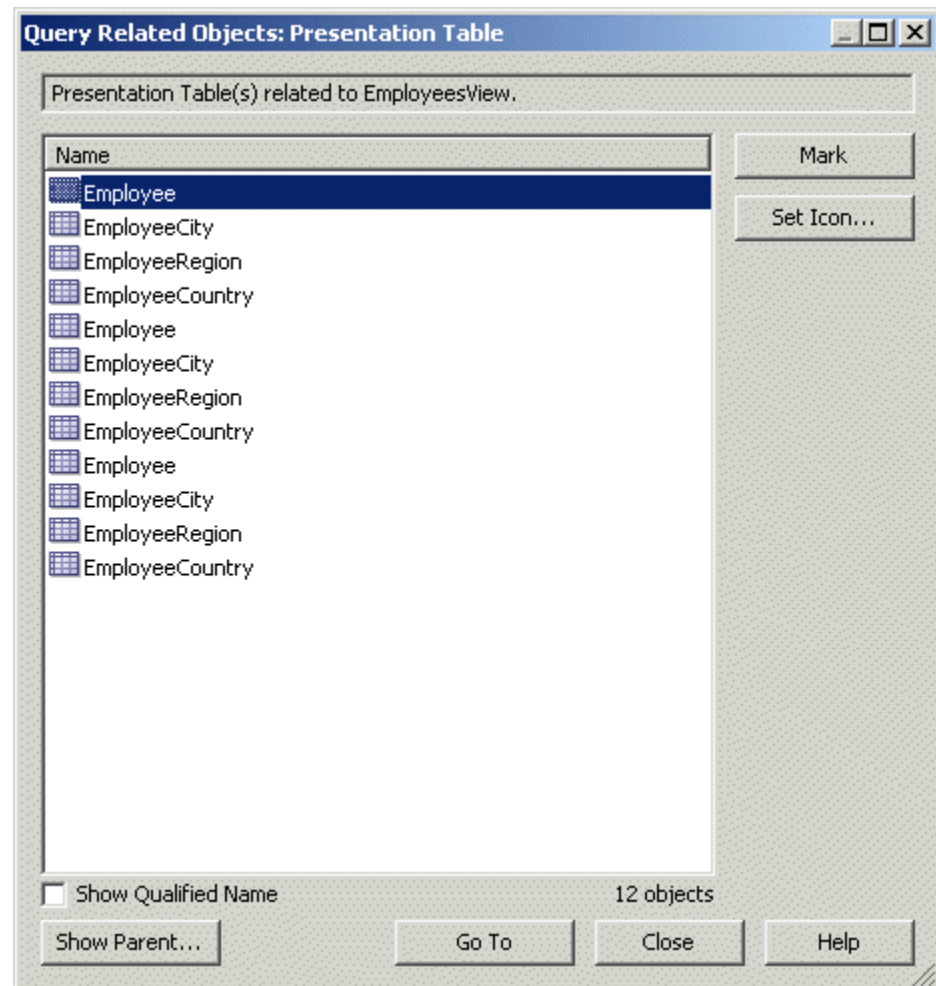 Query Related Objects: Presentation Table
Presentation Table(s) related to EmployeesView.
Name
Employee
EmployeeCity
EmployeeRegion
EmployeeCountry
Employee
EmployeeCity
EmployeeRegion
EmployeeCountry
Employee
EmployeeCity
EmployeeRegion
EmployeeCountry
Mark
Set Icon...
Show Qualified Name 12 objects
Show Parent... Go To Close Help